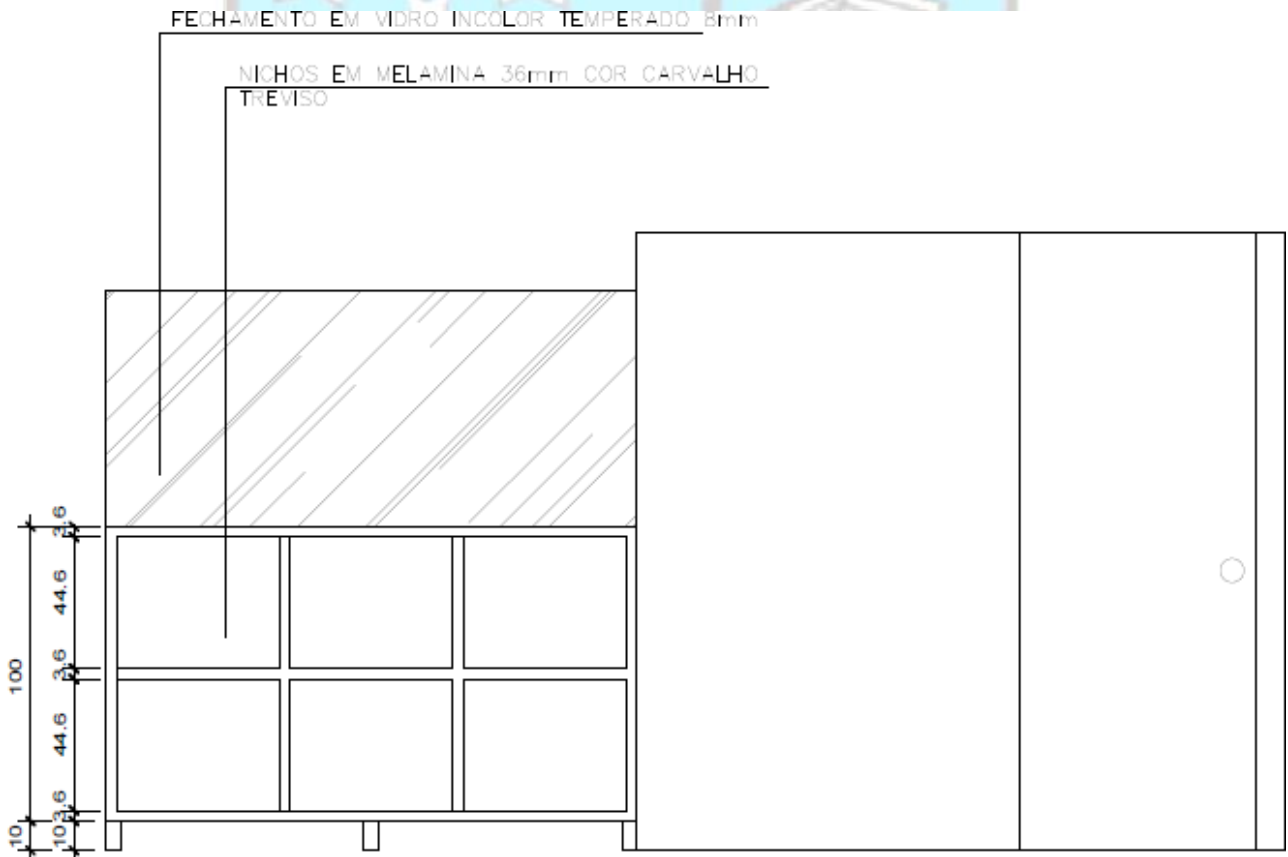 FECHAMENTO EM VIDRO INCOLOR TEMPERADO 8mm
NICHOS EM MELAMINA 36mm COR CARVALHO
TREVISO
3.6
44.6
3.6
100
44.6
3.6
10
10